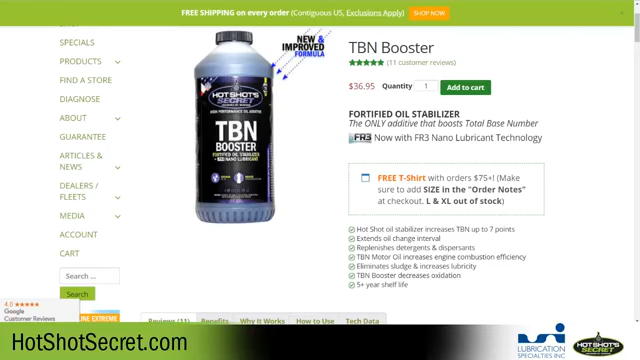 FREE SHIPPING on every order (Contiguous US, Exclusions Apply) SHOP NOW ×
SPECIALS
PRODUCTS
FIND A STORE
DIAGNOSE
ABOUT
GUARANTEE
ARTICLES &
NEWS
DEALERS /
FLEETS
MEDIA
ACCOUNT
CART
Search ...
Search
4.0
Google
Customer Reviews
NEW &
IMPROVED
FORMULA
HOT SHOT'S
SECRET
TBN
BOOSTER
FORTIFIED OIL STABILIZER
TBN Booster
(11 customer reviews)
$36.95 Quantity 1 Add to cart
FORTIFIED OIL STABILIZER
The ONLY additive that boosts Total Base Number
FR3 Now with FR3 Nano Lubricant Technology
FREE T-Shirt with orders $75+! (Make
sure to add SIZE in the "Order Notes"
at checkout. L & XL out of stock)
Hot Shot oil stabilizer increases TBN up to 7 points
Extends oil change interval
Replenishes detergents & dispersants
TBN Motor Oil increases engine combustion efficiency
Eliminates sludge & increases lubricity
TBN Booster decreases oxidation
5+ year shelf life
Reviews (11) Benefits Why It Works How to Use Tech Data
HotShotSecret.com
LUBRICATION
SPECIALTIES INC
HOT SHOT'S
SECRET